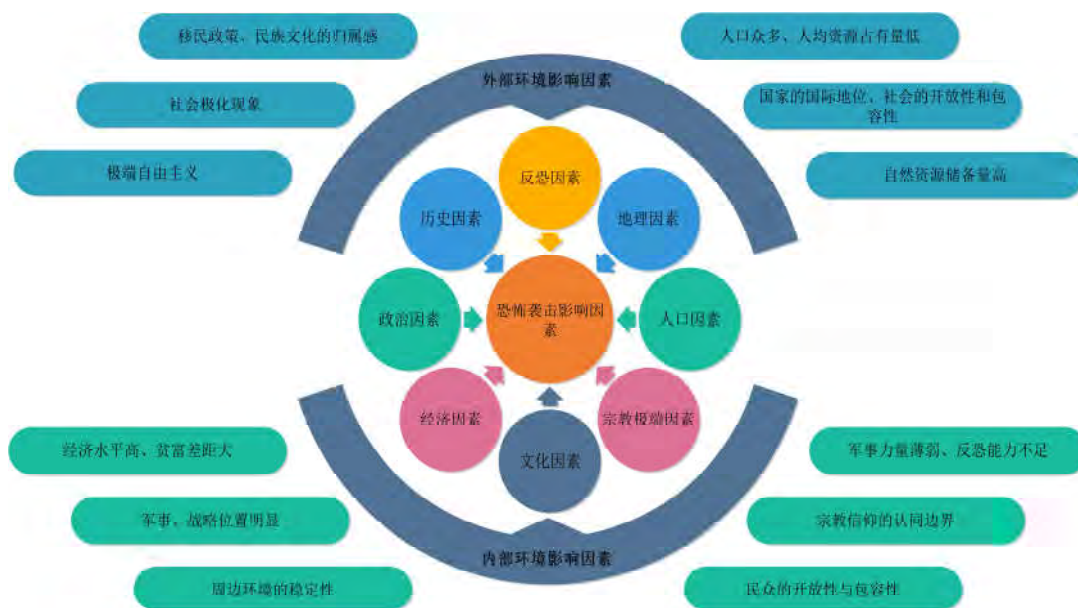 移民政策、民族文化的归属感
人口众多、人均资源占有量低
外部环境影响因素
社会极化现象
国家的国际地位、社会的开放性和包
容性
极端自由主义
自然资源储备量高
反恐因素
历史因素
地理因素
政治因素
恐怖袭击影响因
素
人口因素
经济因素
宗教极端因素
文化因素
经济水平高、贫富差距大
军事力量薄弱、反恐能力不足
军事、战略位置明显
宗教信仰的认同边界
内部环境影响因素
周边环境的稳定性
民众的开放性与包容性